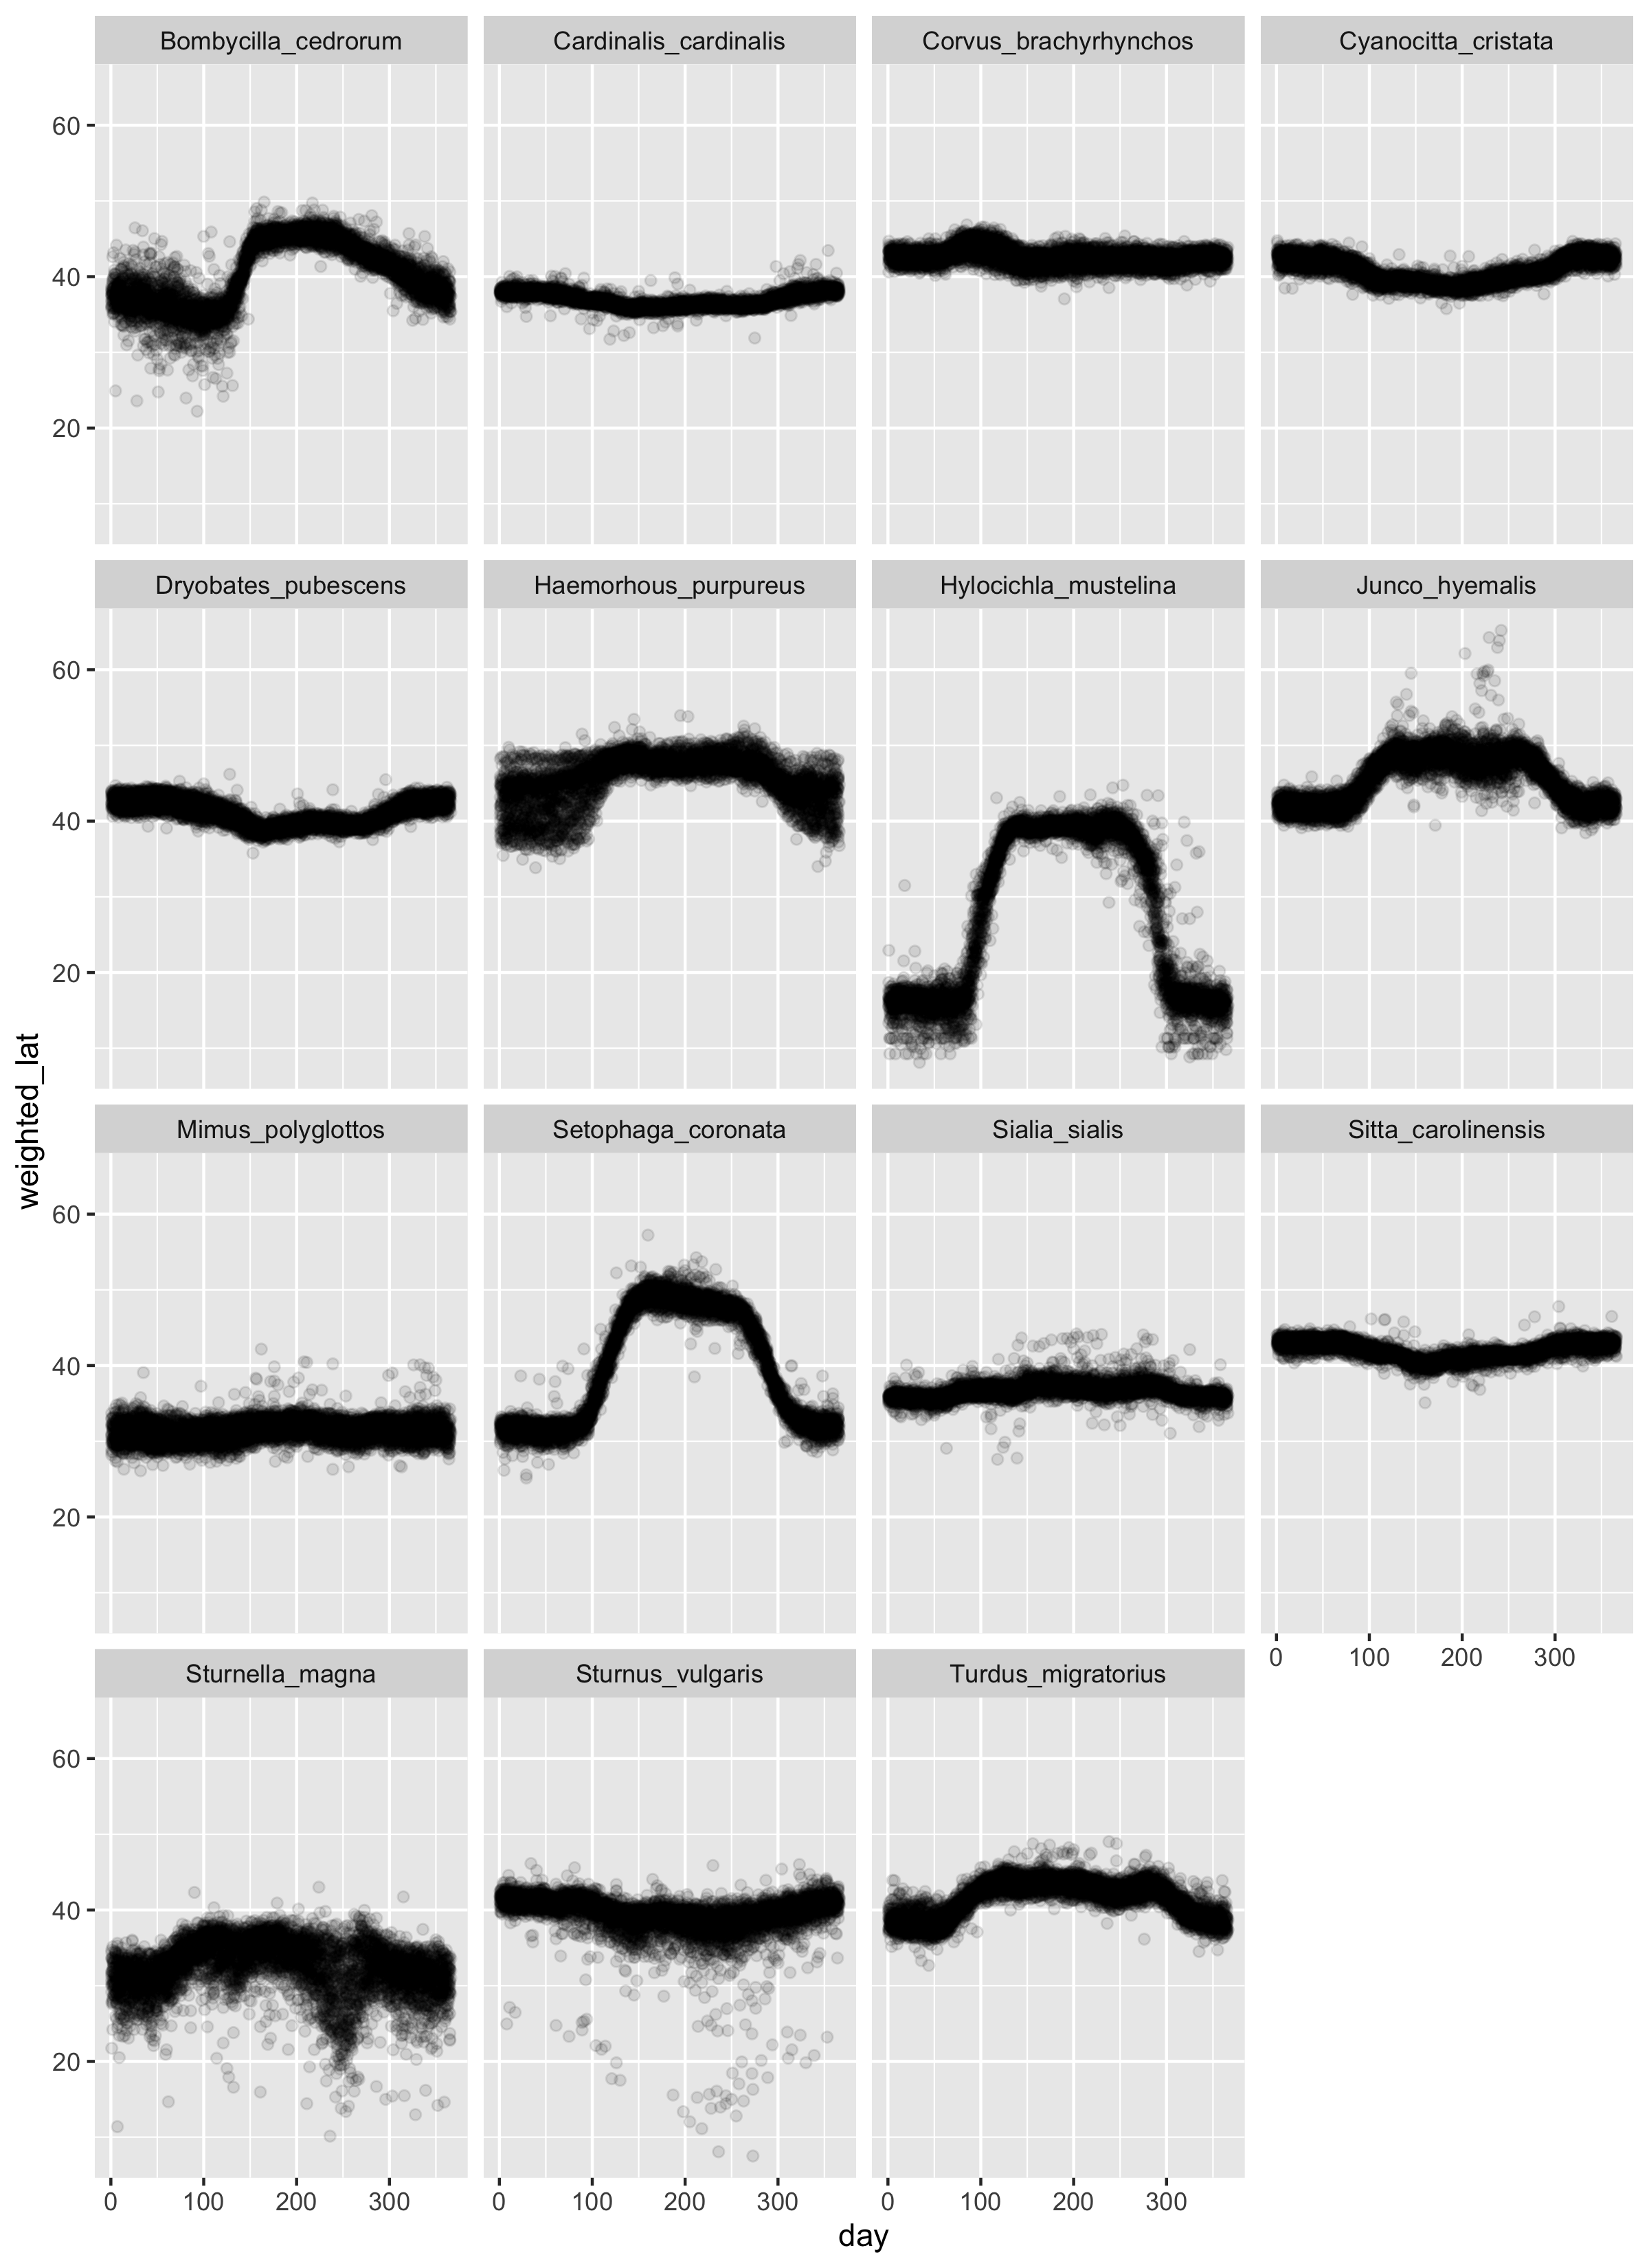 Bombycilla_cedrorum Cardinalis_cardinalis Corvus_brachyrhynchos Cyanocitta_cristata
60
40
20
Dryobates_pubescens Haemorhous_purpureus Hylocichla_mustelina Junco_hyemalis
60
40
20
weighted_lat
Mimus_polyglottos Setophaga_coronata Sialia_sialis Sitta_carolinensis
60
40
20
0 100 200 300
Sturnella_magna Sturnus_vulgaris Turdus_migratorius
60
40
20
0 100 200 300 0 100 200 300 0 100 200 300
day